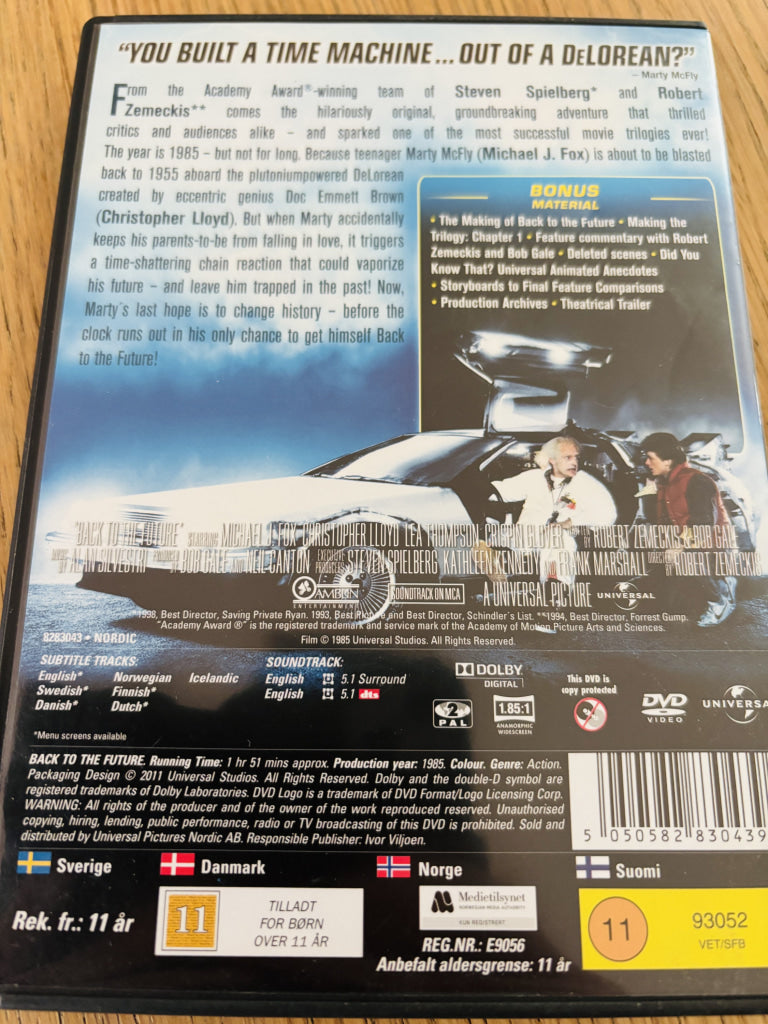 “YOU BUILT A TIME MACHINE... OUT OF A DELOREAN?”
– Marty McFly
From the Academy Award®-winning team of Steven Spielberg* and Robert
Zemeckis** comes the hilariously original, groundbreaking adventure that thrilled
critics and audiences alike – and sparked one of the most successful movie trilogies ever!
The year is 1985 – but not for long. Because teenager Marty McFly (Michael J. Fox) is about to be blasted
back to 1955 aboard the plutoniumpowered DeLorean
created by eccentric genius Doc Emmett Brown
(Christopher Lloyd). But when Marty accidentally
keeps his parents-to-be from falling in love, it triggers
a time-shattering chain reaction that could vaporize
his future – and leave him trapped in the past! Now,
Marty´s last hope is to change history – before the
clock runs out in his only chance to get himself Back
to the Future!
BONUS
MATERIAL
• The Making of Back to the Future • Making the
Trilogy: Chapter 1 • Feature commentary with Robert
Zemeckis and Bob Gale • Deleted scenes • Did You
Know That? Universal Animated Anecdotes
• Storyboards to Final Feature Comparisons
• Production Archives • Theatrical Trailer
"BACK TO THE FUTURE" STARRING MICHAEL J. FOX CHRISTOPHER LLOYD LEA THOMPSON CRISPIN GLOVER ROBERT ZEMECKIS & BOB GALE
MUSIC BY ALAN SILVESTRI PRODUCED BY BOB GALE AND NEIL CANTON EXECUTIVE PRODUCERS STEVEN SPIELBERG KATHLEEN KENNEDY AND FRANK MARSHALL DIRECTED BY ROBERT ZEMECKIS
AMBLIN ENTERTAINMENT SOUNDTRACK ON MCA A UNIVERSAL PICTURE UNIVERSAL
*1998, Best Director, Saving Private Ryan. 1993, Best Picture and Best Director, Schindler's List. **1994, Best Director, Forrest Gump.
"Academy Award ®" is the registered trademark and service mark of the Academy of Motion Picture Arts and Sciences.
8283043 • NORDIC
Film © 1985 Universal Studios. All Rights Reserved.
SUBTITLE TRACKS:
English* Norwegian Icelandic
Swedish* Finnish*
Danish* Dutch*
*Menu screens available
SOUNDTRACK:
English 5.1 Surround
English 5.1 dts
DOLBY
DIGITAL
2
PAL
1.85:1
ANAMORPHIC
WIDESCREEN
This DVD is
copy protected
DVD
VIDEO
UNIVERSA
BACK TO THE FUTURE. Running Time: 1 hr 51 mins approx. Production year: 1985. Colour. Genre: Action.
Packaging Design © 2011 Universal Studios. All Rights Reserved. Dolby and the double-D symbol are
registered trademarks of Dolby Laboratories. DVD Logo is a trademark of DVD Format/Logo Licensing Corp.
WARNING: All rights of the producer and of the owner of the work reproduced reserved. Unauthorised
copying, hiring, lending, public performance, radio or TV broadcasting of this DVD is prohibited. Sold and
distributed by Universal Pictures Nordic AB. Responsible Publisher: Ivor Viljoen.
5 050582 830439
Sverige
Danmark
Norge
Suomi
Rek. fr.: 11 år
11
TILLADT
FOR BØRN
OVER 11 ÅR
Medietilsynet
NORWEGIAN MEDIA AUTHORITY
KUN REGISTRERT
REG.NR.: E9056
Anbefalt aldersgrense: 11 år
11
93052
VET/SFB